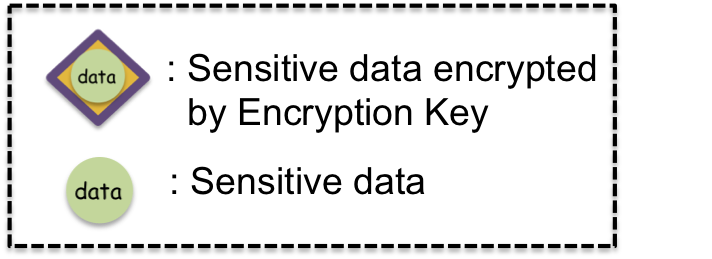 data : Sensitive data encrypted
by Encryption Key
data : Sensitive data